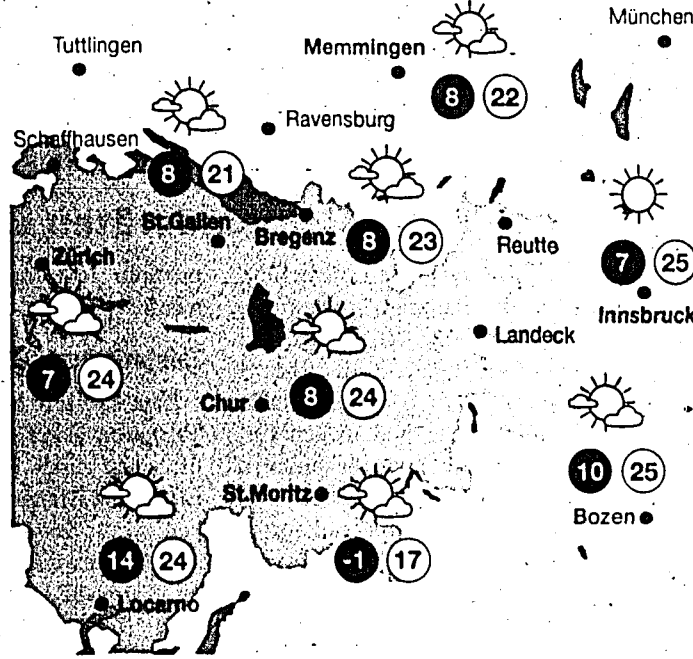 München
Tuttlingen
Memmingen
8 22
Ravensburg
Schaffhausen
8 21
St.Gallen
Bregenz
8 23
Reutte
Zürich
7 25
Innsbruck
Landeck
7 24
Chur
8 24
10 25
St.Moritz
Bozen
14 24
-1 17
Locarno